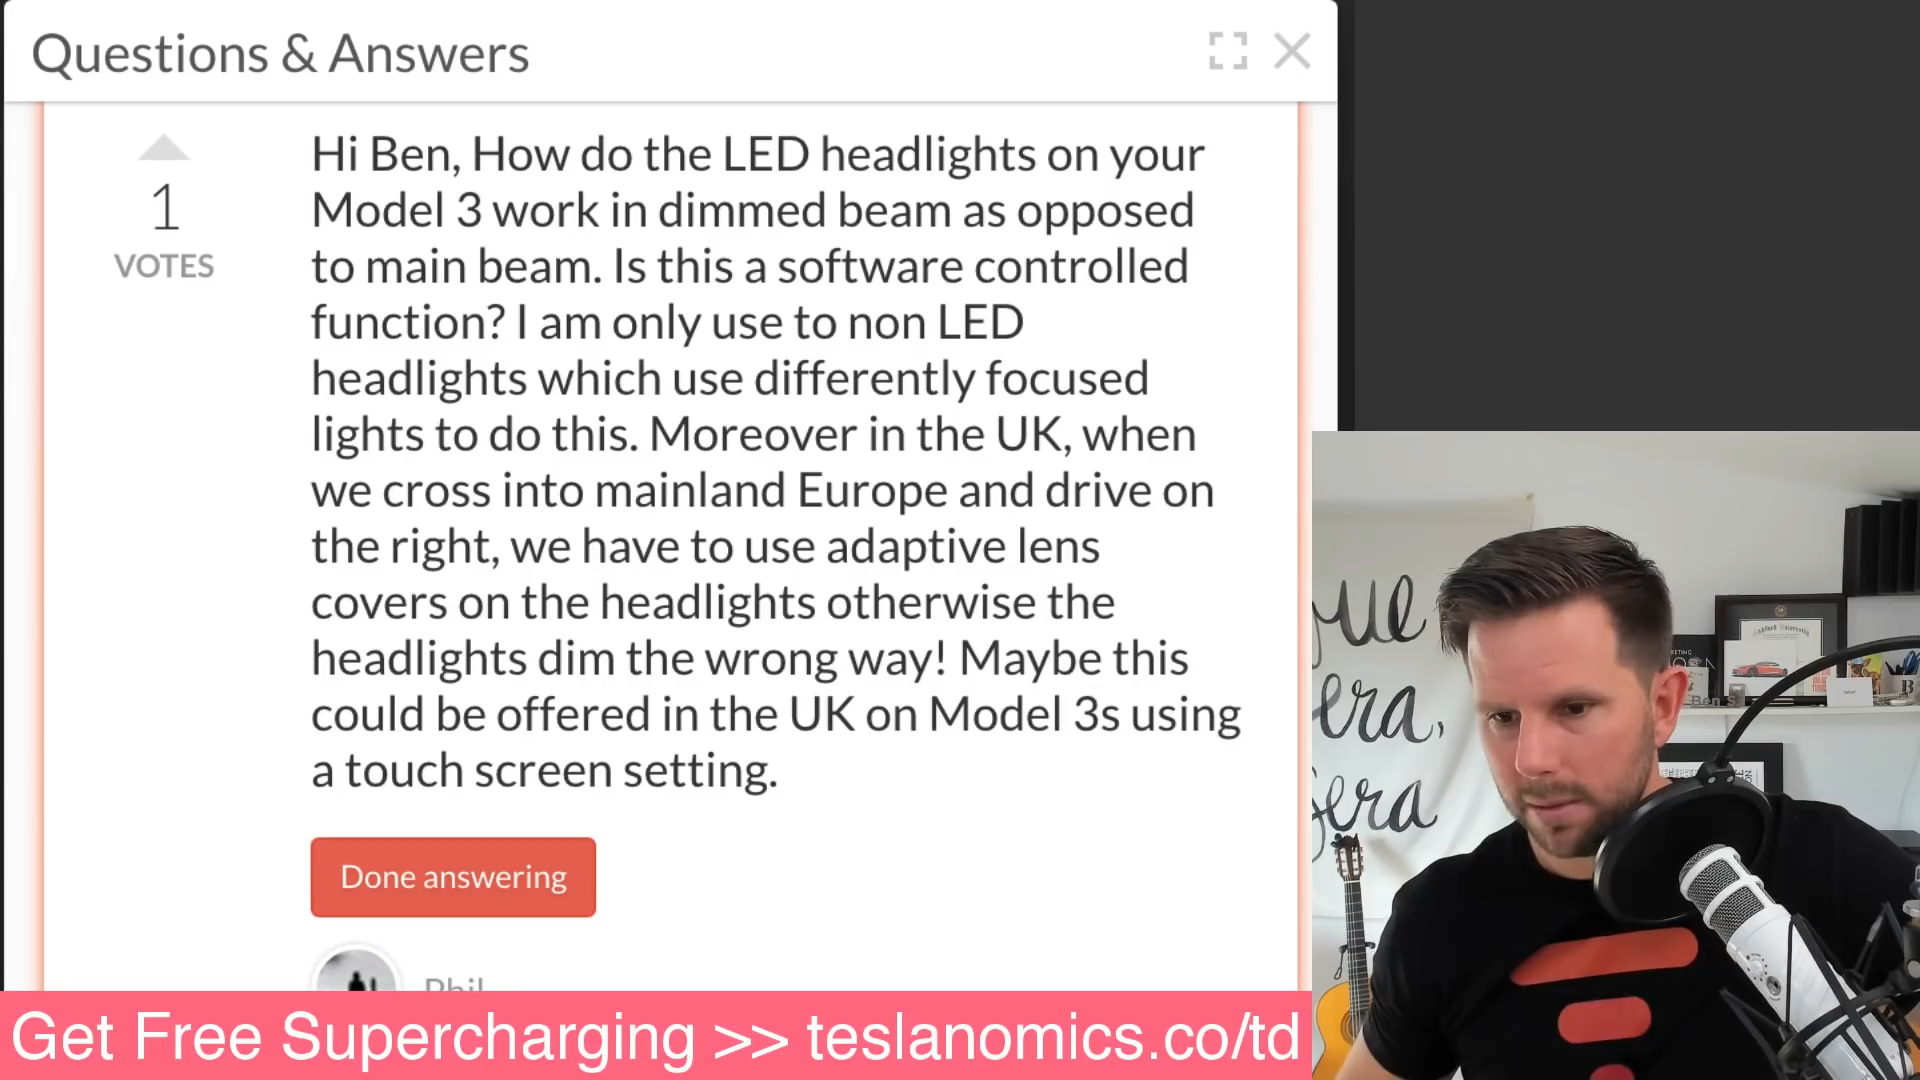 Questions & Answers
1
VOTES
Hi Ben, How do the LED headlights on your
Model 3 work in dimmed beam as opposed
to main beam. Is this a software controlled
function? I am only use to non LED
headlights which use differently focused
lights to do this. Moreover in the UK, when
we cross into mainland Europe and drive on
the right, we have to use adaptive lens
covers on the headlights otherwise the
headlights dim the wrong way! Maybe this
could be offered in the UK on Model 3s using
a touch screen setting.
Done answering
Phil
Get Free Supercharging >> teslanomics.co/td
era,
B